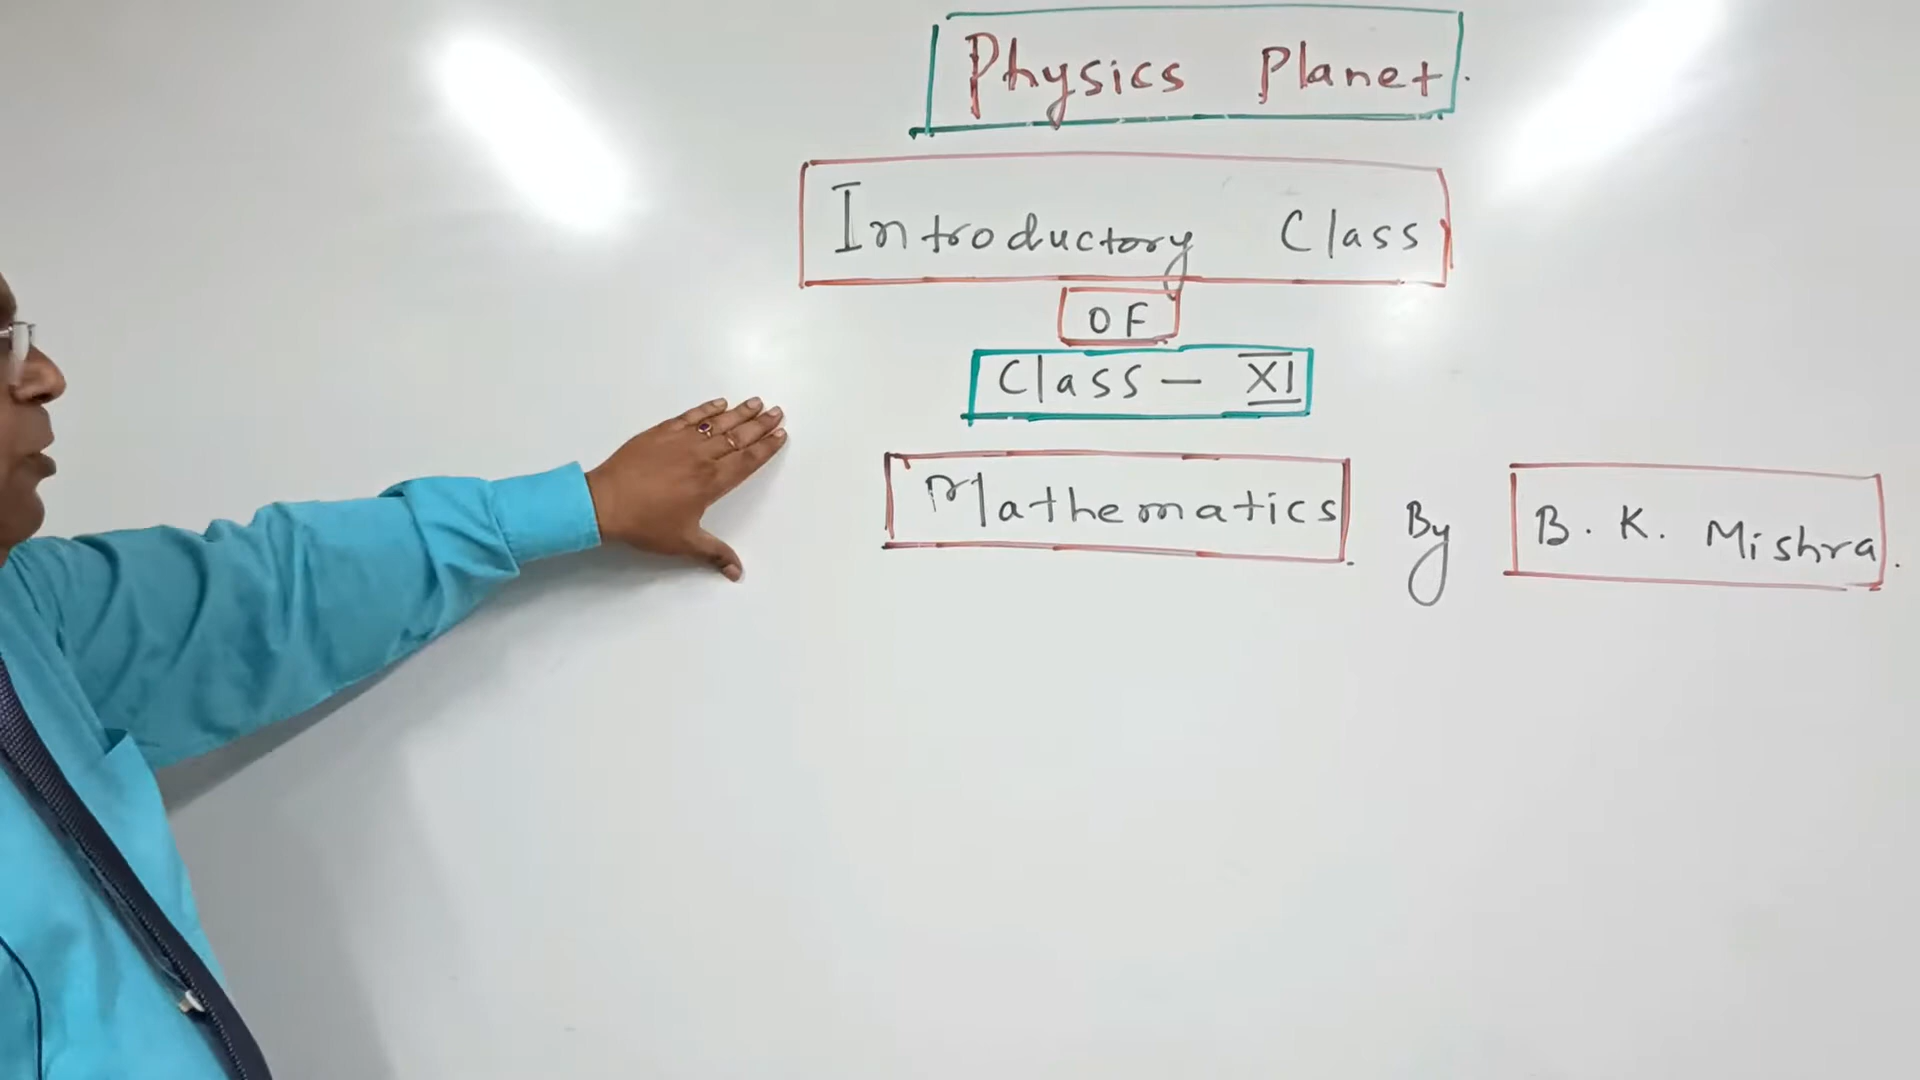 Physics Planet.
Introductory Class
OF
Class - XI
Mathematics. By B. K. Mishra.